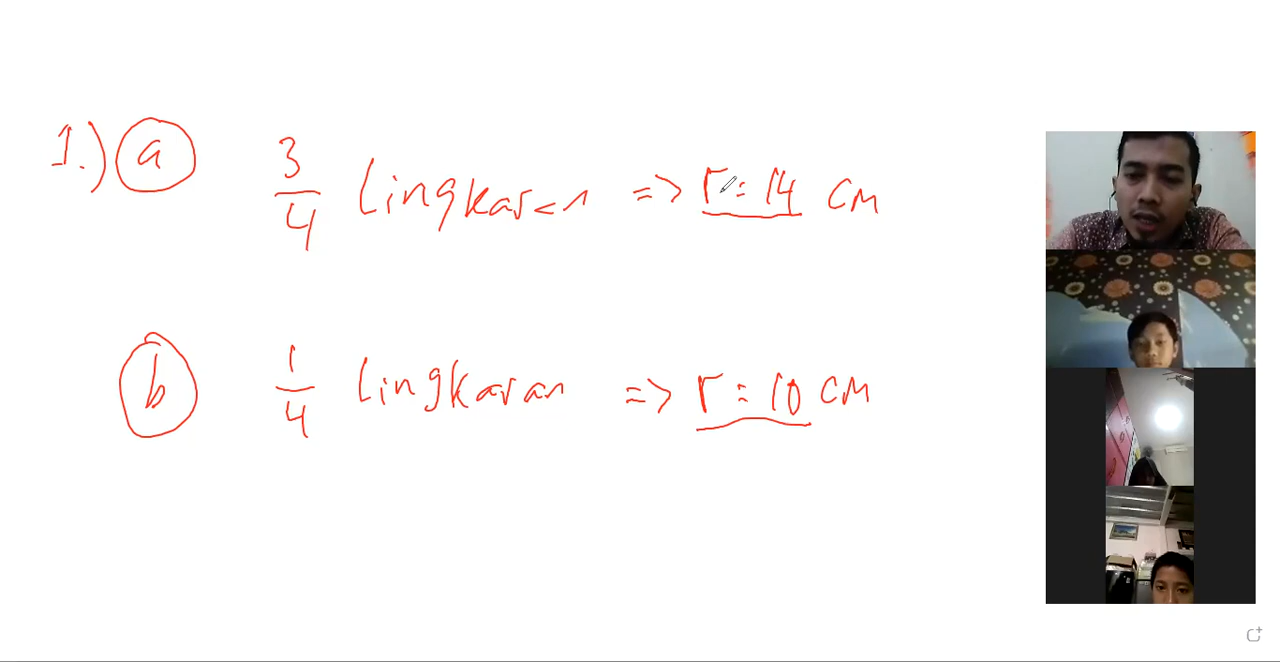 1.) a 3/4 Lingkaran => r = 14 cm
b 1/4 lingkaran => r = 10 cm